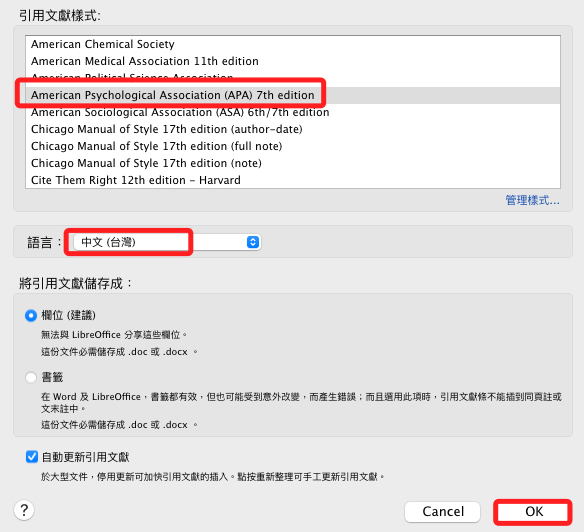 引用文獻樣式:
American Chemical Society
American Medical Association 11th edition
American Political Science Association
American Psychological Association (APA) 7th edition
American Sociological Association (ASA) 6th/7th edition
Chicago Manual of Style 17th edition (author-date)
Chicago Manual of Style 17th edition (full note)
Chicago Manual of Style 17th edition (note)
Cite Them Right 12th edition - Harvard
管理樣式...
語言：中文 (台灣)
將引用文獻儲存成：
欄位 (建議)
無法與 LibreOffice 分享這些欄位。
這份文件必需儲存成 .doc 或 .docx 。
書籤
在 Word 及 LibreOffice，書籤都有效，但也可能受到意外改變，而產生錯誤；而且選用此項時，引用文獻條不能插到同頁註或
文末註中。
這份文件必需儲存成 .doc 或 .docx 。
自動更新引用文獻
於大型文件，停用更新可加快引用文獻的插入。點按重新整理可手工更新引用文獻。
?
Cancel
OK